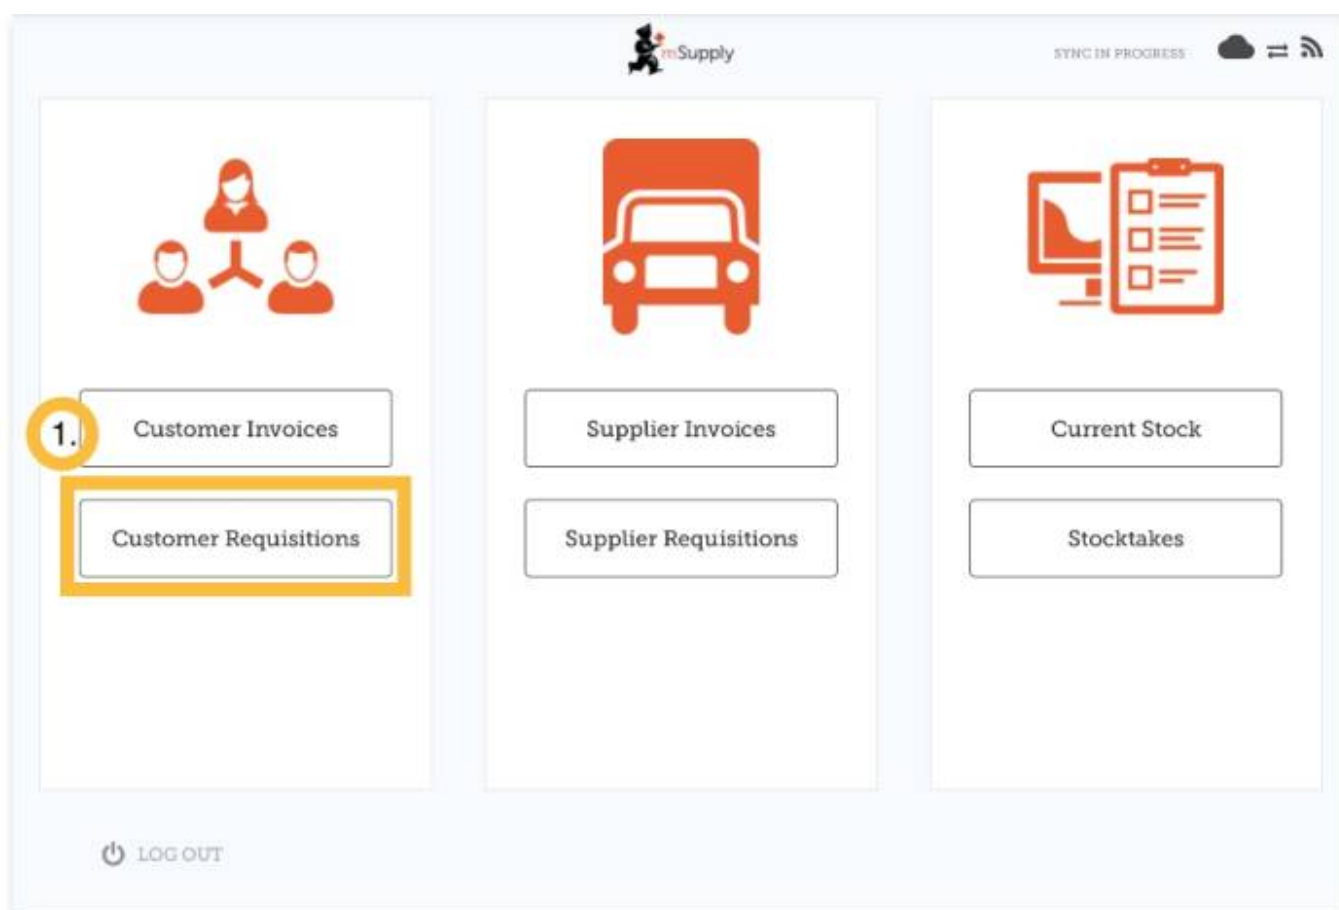 mSupply
SYNC IN PROGRESS
1.
Customer Invoices
Customer Requisitions
Supplier Invoices
Supplier Requisitions
Current Stock
Stocktakes
LOG OUT